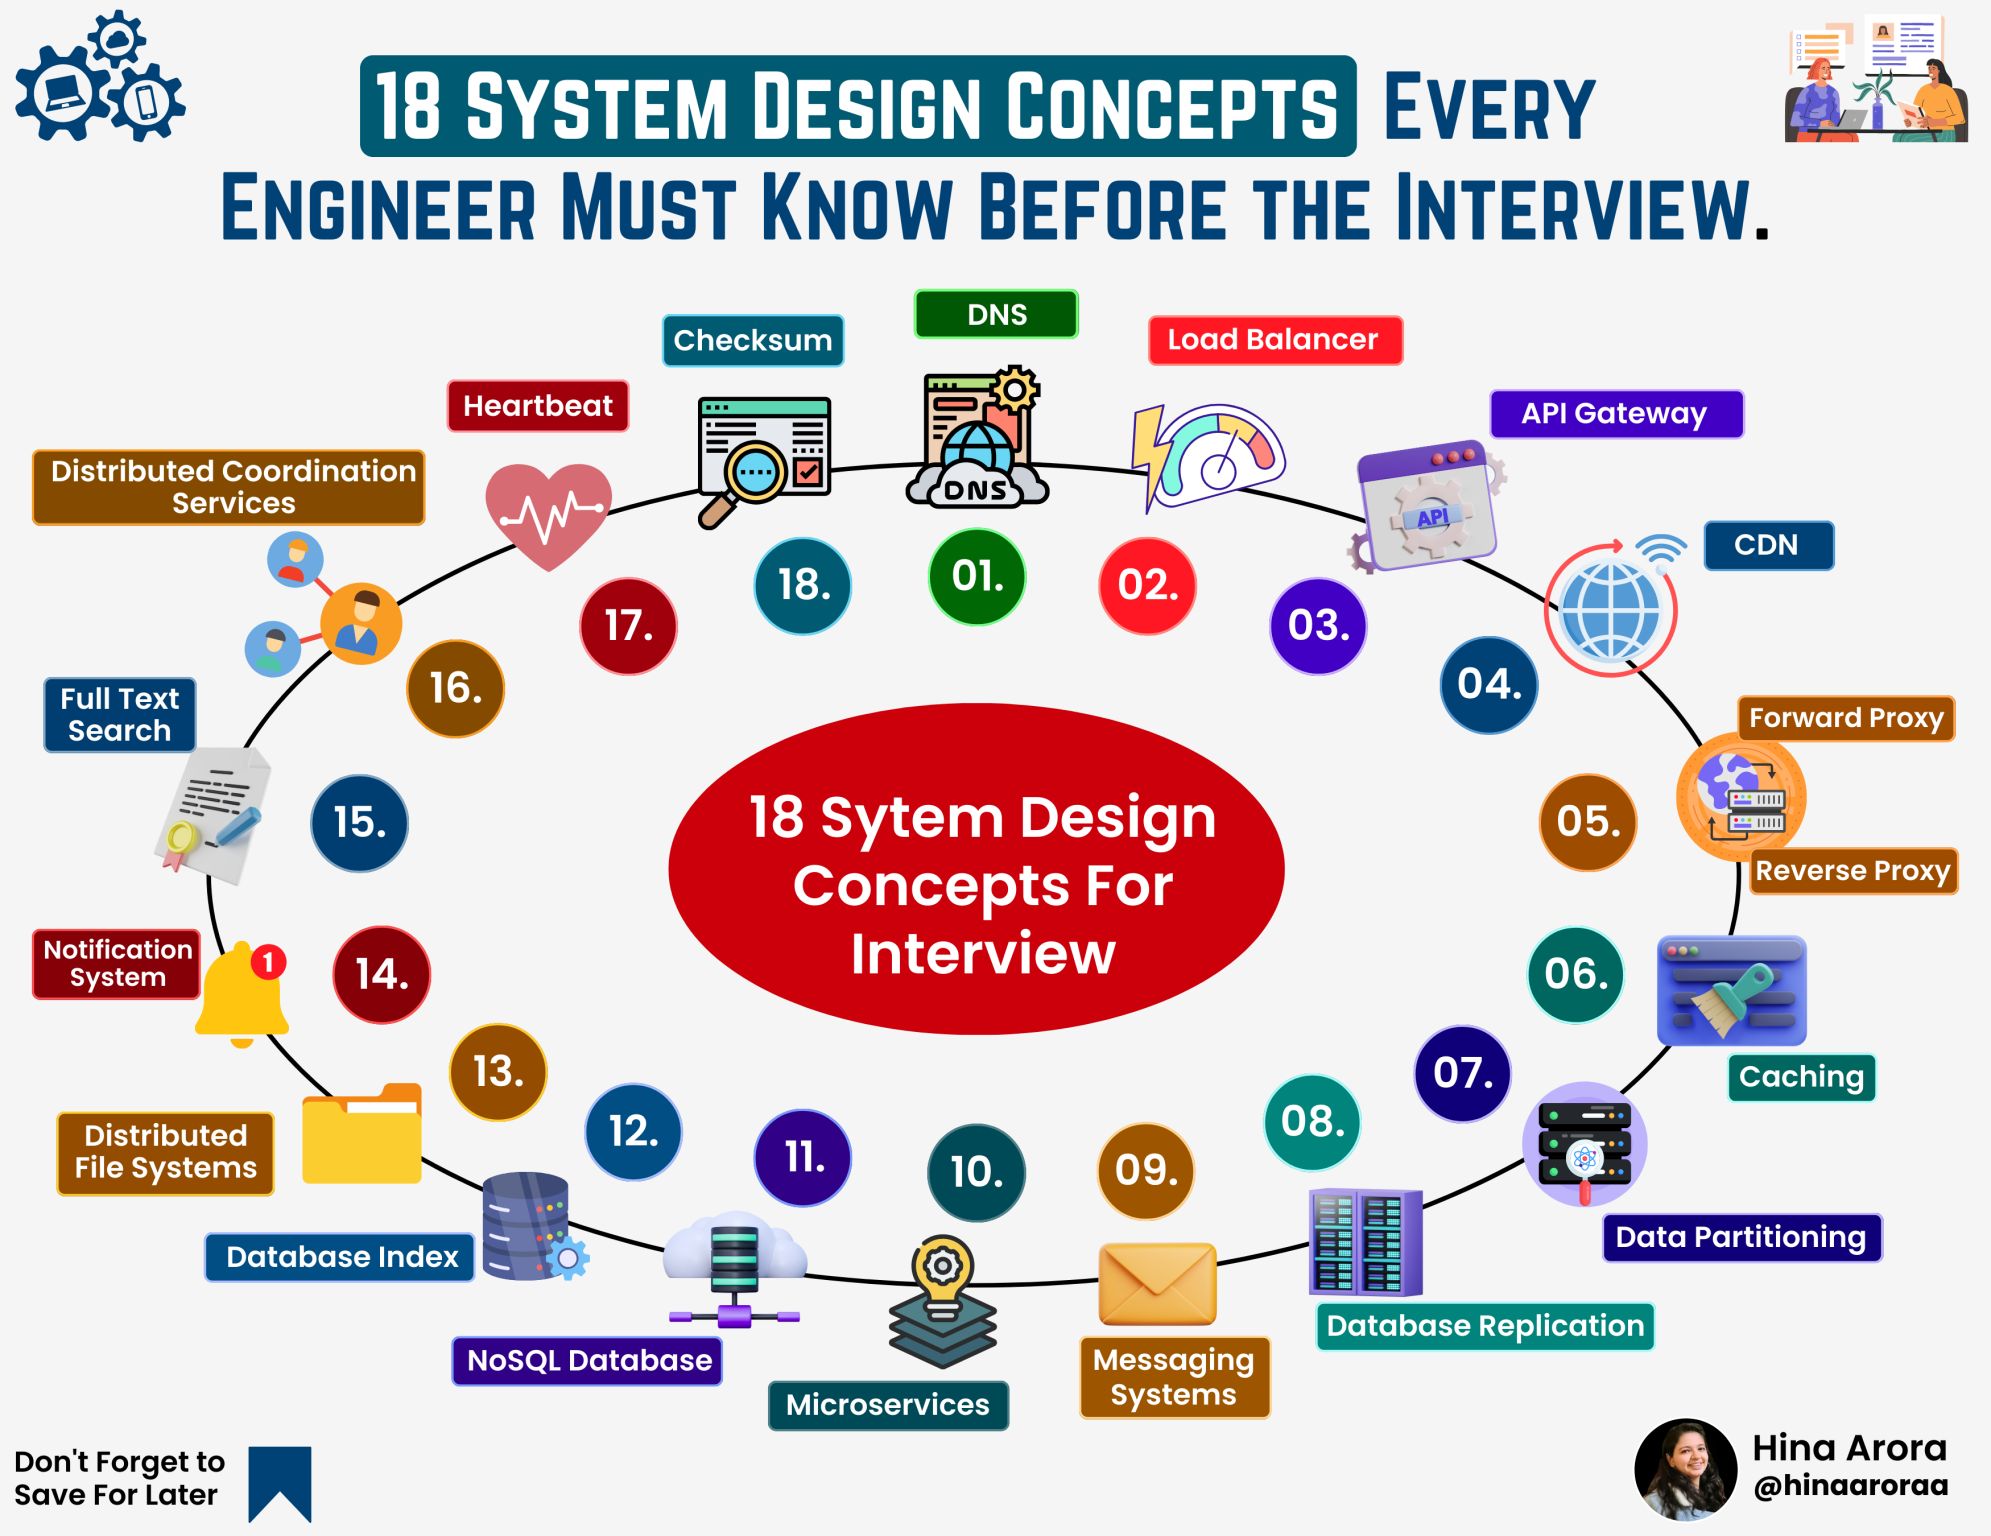 18 System Design Concepts Every
Engineer Must Know Before the Interview.
DNS
Checksum
Load Balancer
Heartbeat
API Gateway
Distributed Coordination
Services
DNS
API
CDN
01.
02.
18.
03.
17.
04.
16.
Full Text
Search
Forward Proxy
15.
05.
18 Sytem Design
Concepts For
Interview
Reverse Proxy
Notification
System
1
14.
06.
13.
07.
Caching
12.
08.
11.
10.
09.
Distributed
File Systems
Data Partitioning
Database Index
Database Replication
NoSQL Database
Messaging
Systems
Microservices
Don't Forget to
Save For Later
Hina Arora
@hinaaroraa